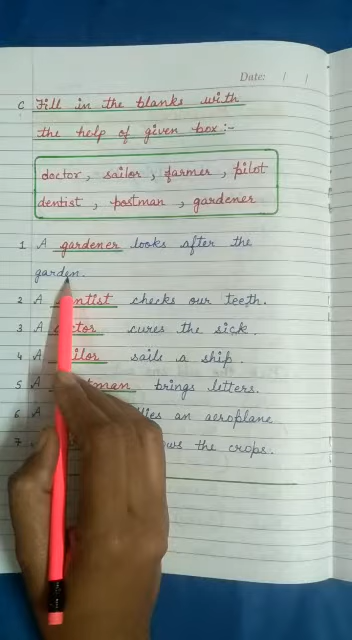 Date: / /
C Fill in the blanks with
the help of given box :-
doctor, sailor, farmer, pilot
dentist, postman, gardener
1 A gardener looks after the
garden.
2 A ntist checks our teeth.
3 A ctor cures the sick.
4 A ilor sails a ship.
5 A tman brings letters.
6 A lies an aeroplane
7 ows the crops.